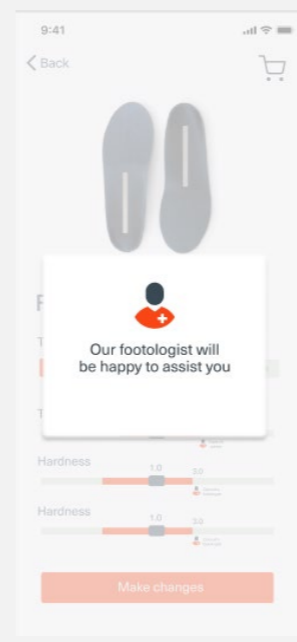 9:41
Back
Our footologist will
be happy to assist you
Hardness
1.0
3.0
Hardness
1.0
3.0
Make changes